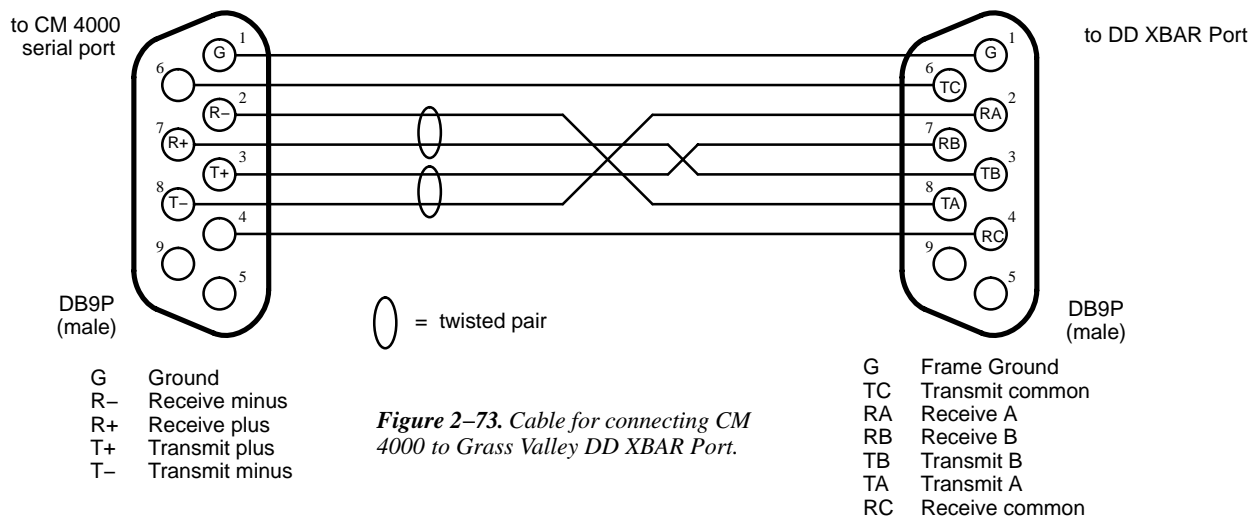 to CM 4000
serial port
1
G
6
2
R–
7
R+
3
T+
8
T–
4
9
5
DB9P
(male)
to DD XBAR Port
1
G
6
TC
2
RA
7
RB
3
TB
8
TA
4
RC
9
5
DB9P
(male)
= twisted pair
G Ground
R– Receive minus
R+ Receive plus
T+ Transmit plus
T– Transmit minus
Figure 2–73. Cable for connecting CM
4000 to Grass Valley DD XBAR Port.
G Frame Ground
TC Transmit common
RA Receive A
RB Receive B
TB Transmit B
TA Transmit A
RC Receive common